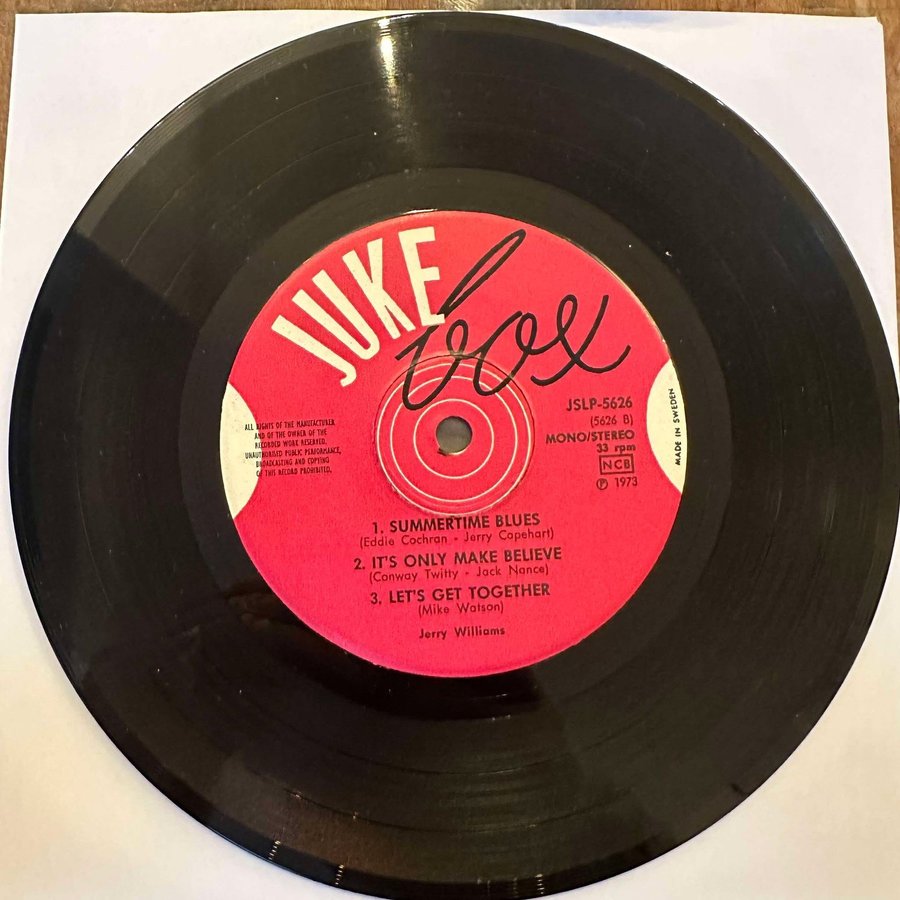 JUKE
box
ALL RIGHTS OF THE MANUFACTURER
AND OF THE OWNER OF THE
RECORDED WORK RESERVED.
UNAUTHORISED PUBLIC PERFORMANCE,
BROADCASTING AND COPYING
OF THIS RECORD PROHIBITED.
JSLP-5626
(5626 B)
MONO/STEREO
33 rpm
NCB
℗ 1973
MADE IN SWEDEN
1. SUMMERTIME BLUES
(Eddie Cochran - Jerry Capehart)
2. IT'S ONLY MAKE BELIEVE
(Conway Twitty - Jack Nance)
3. LET'S GET TOGETHER
(Mike Watson)
Jerry Williams